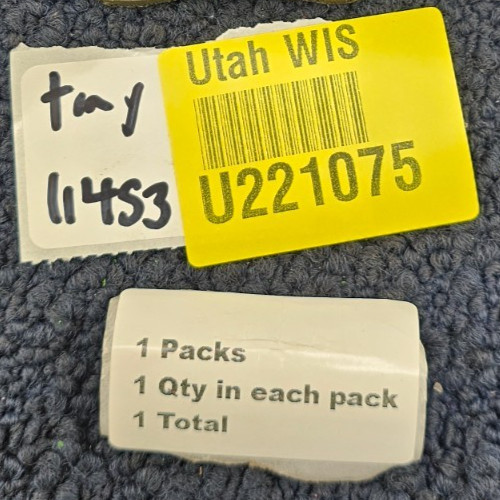 tmy
11453
Utah WIS
U221075
1 Packs
1 Qty in each pack
1 Total